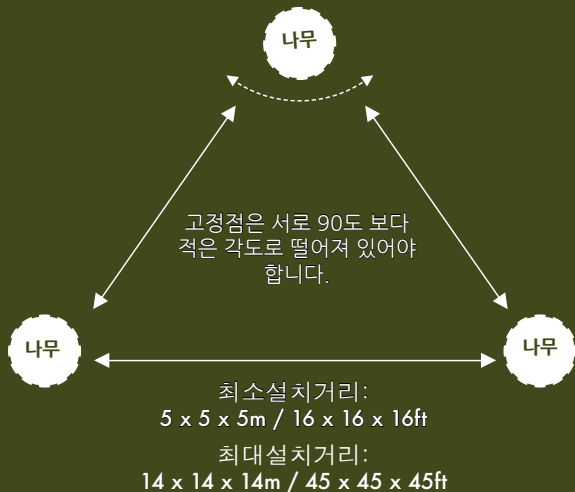 나무
고정점은 서로 90도 보다
적은 각도로 떨어져 있어야
합니다.
나무
나무
최소설치거리:
5 x 5 x 5m / 16 x 16 x 16ft
최대설치거리:
14 x 14 x 14m / 45 x 45 x 45ft